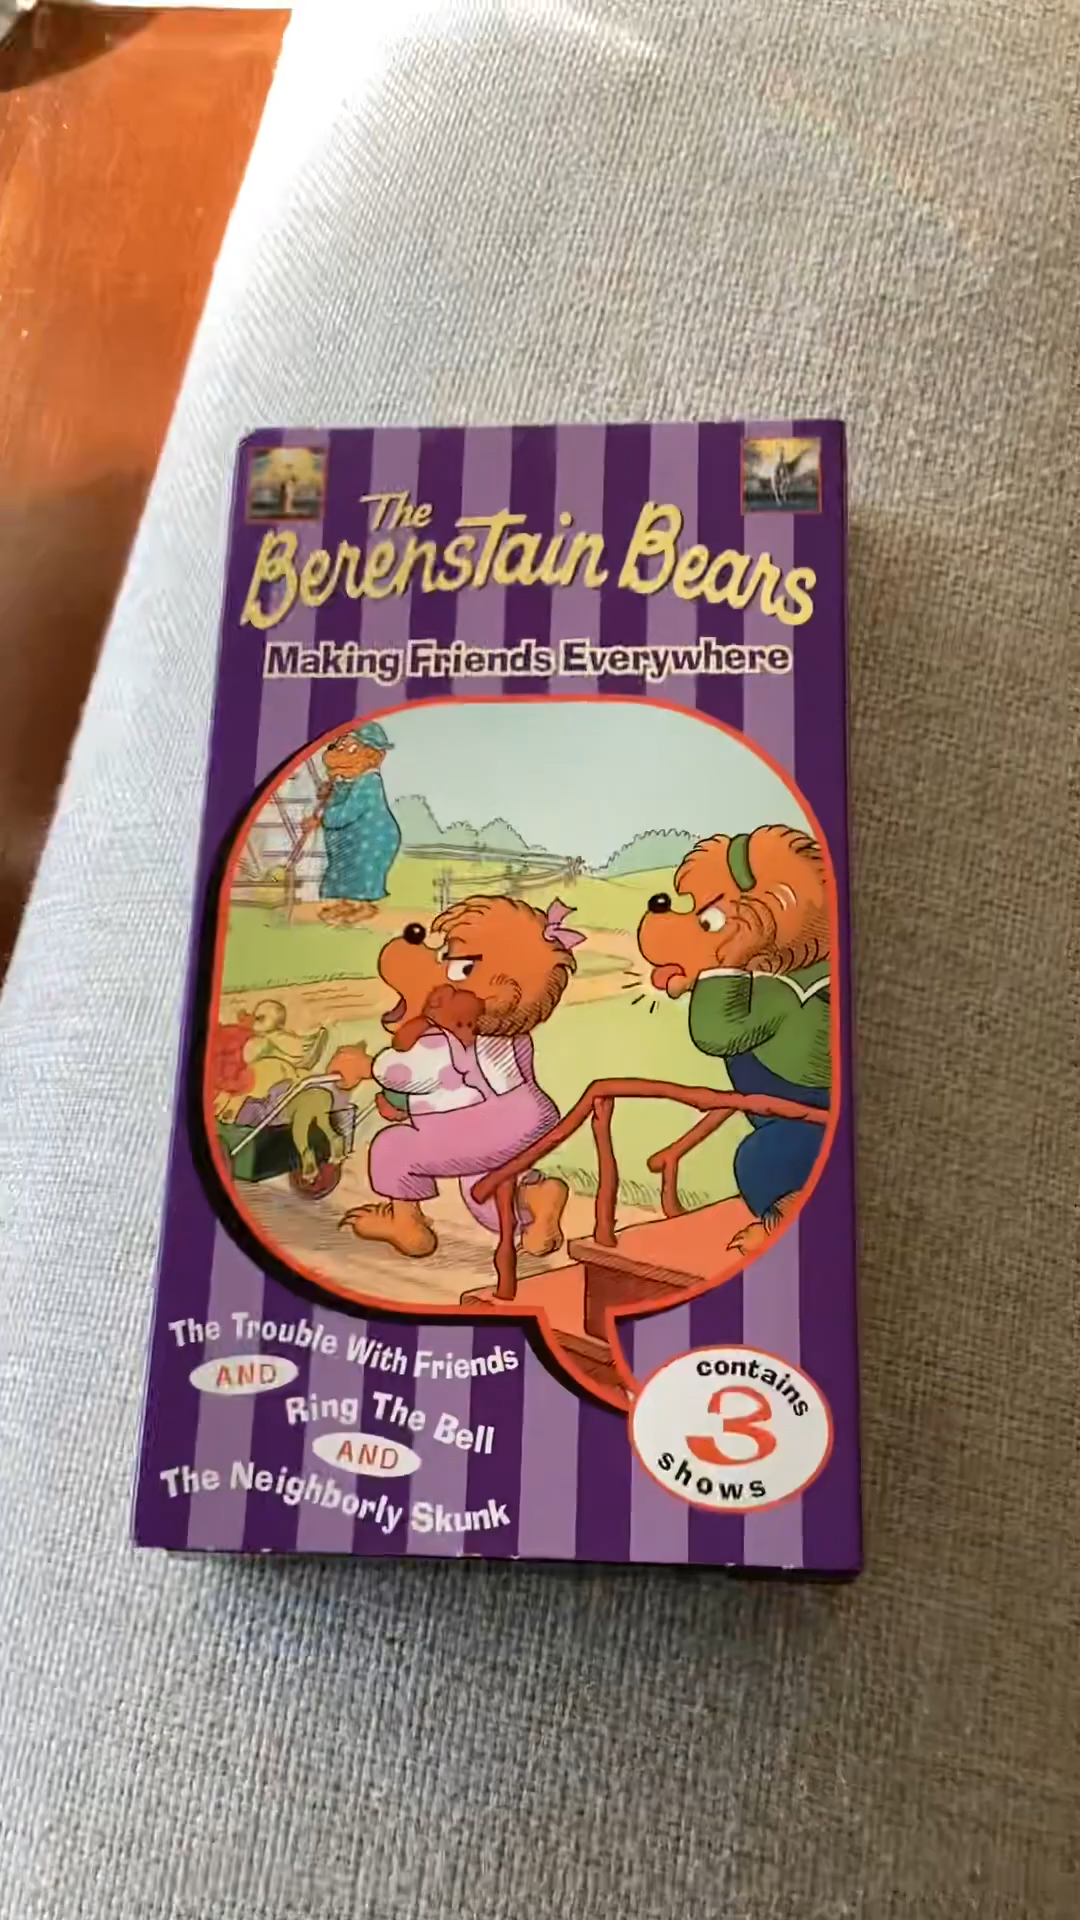 The
Berenstain Bears
Making Friends Everywhere
The Trouble With Friends
AND
Ring The Bell
AND
The Neighborly Skunk
contains
3
shows